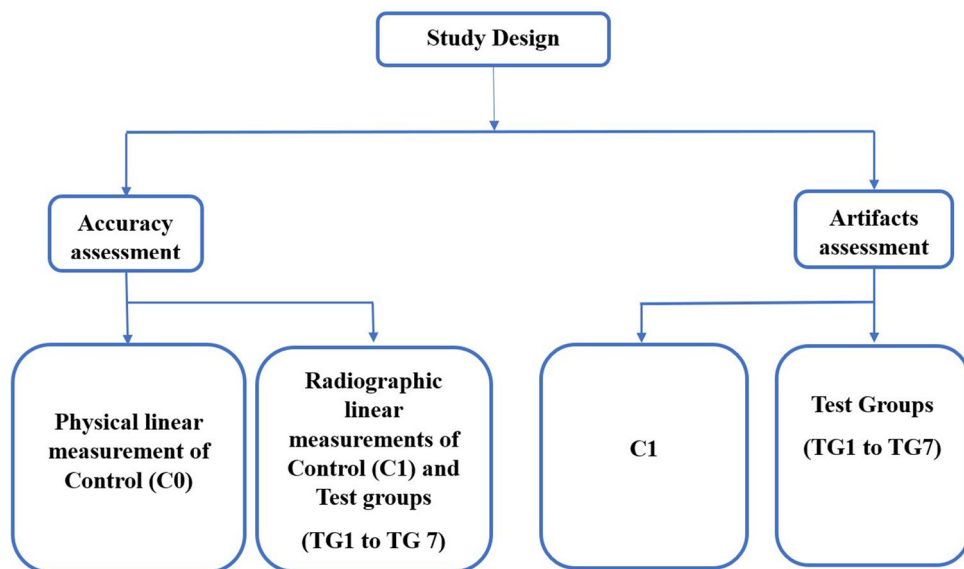 Study Design
Accuracy
assessment
Artifacts
assessment
Physical linear
measurement of
Control (C0)
Radiographic
linear
measurements of
Control (C1) and
Test groups
(TG1 to TG 7)
C1
Test Groups
(TG1 to TG7)